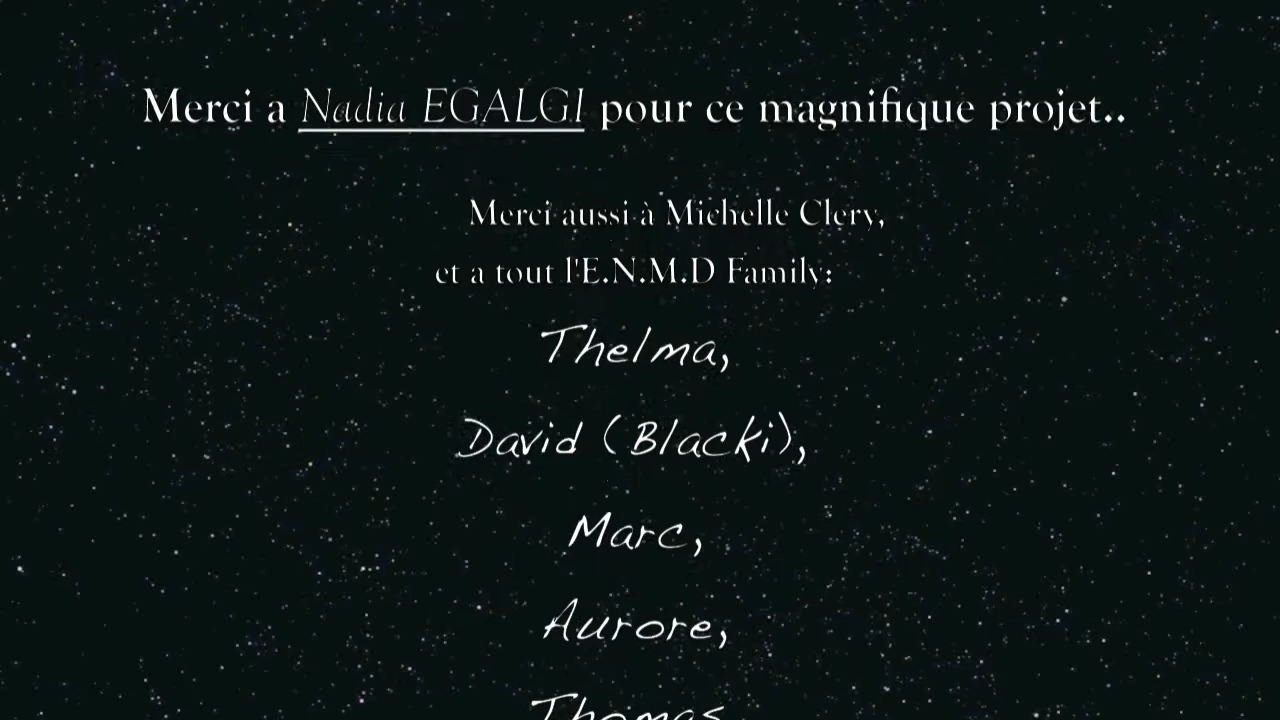 Merci a Nadia EGALGI pour ce magnifique projet..
Merci aussi à Michelle Clery,
et a tout l'E.N.M.D Family:
Thelma,
David (Blacki),
Marc,
Aurore,
Thomas